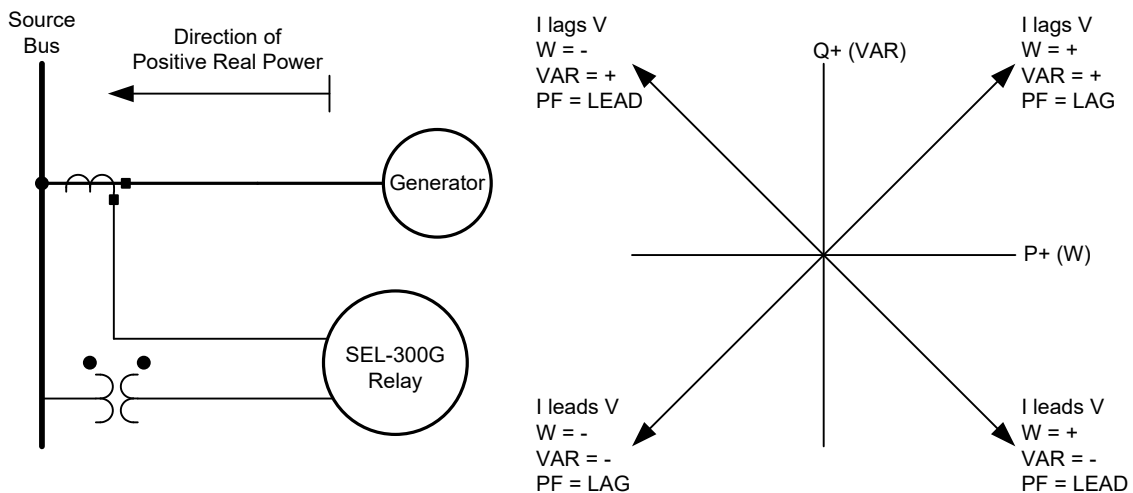 Source
Bus
Direction of
Positive Real Power
Generator
SEL-300G
Relay
I lags V
W = -
VAR = +
PF = LEAD
Q+ (VAR)
I lags V
W = +
VAR = +
PF = LAG
P+ (W)
I leads V
W = -
VAR = -
PF = LAG
I leads V
W = +
VAR = -
PF = LEAD